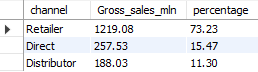 channel Gross_sales_mln percentage
Retailer 1219.08 73.23
Direct 257.53 15.47
Distributor 188.03 11.30